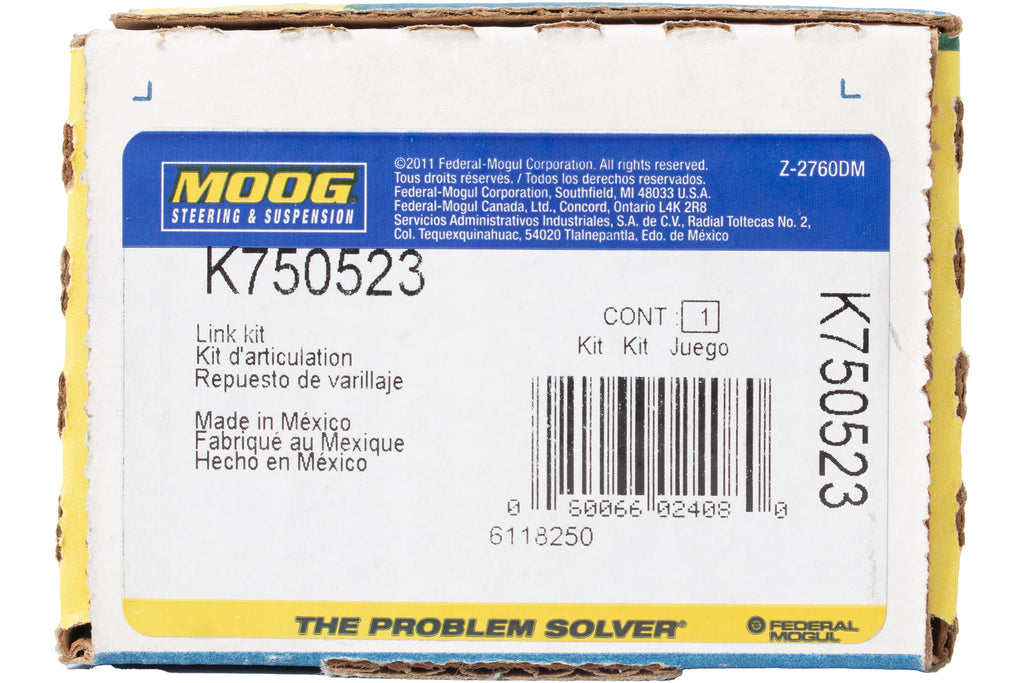 MOOG
STEERING & SUSPENSION
©2011 Federal-Mogul Corporation. All rights reserved.
Tous droits réservés. / Todos los derechos reservados.
Federal-Mogul Corporation, Southfield, MI 48033 U.S.A.
Federal-Mogul Canada, Ltd., Concord, Ontario L4K 2R8
Servicios Administrativos Industriales, S.A. de C.V., Radial Toltecas No. 2,
Col. Tequexquinahuac, 54020 Tlalnepantla, Edo. de México
Z-2760DM
K750523
Link kit
Kit d'articulation
Repuesto de varillaje
Made in México
Fabriqué au Mexique
Hecho en México
CONT : 1
Kit Kit Juego
0 80066 02408 0
6118250
K750523
THE PROBLEM SOLVER®
FEDERAL
MOGUL